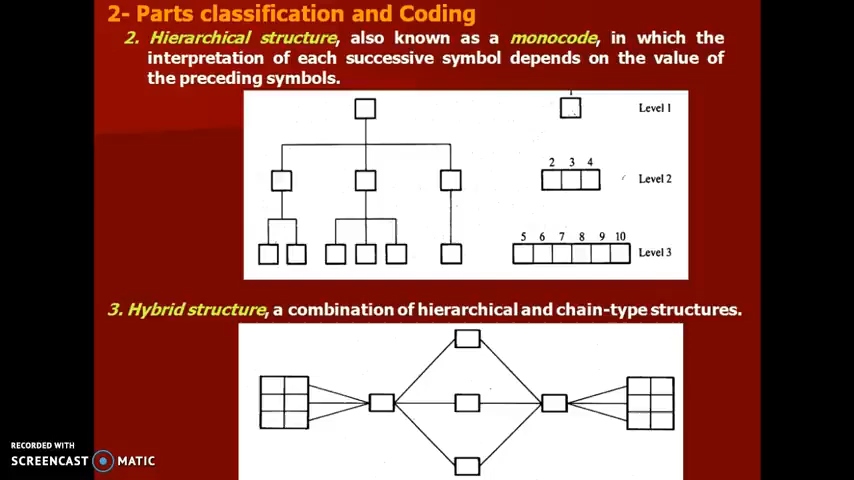 2- Parts classification and Coding
2. Hierarchical structure, also known as a monocode, in which the
interpretation of each successive symbol depends on the value of
the preceding symbols.
1
Level 1
2 3 4
Level 2
5 6 7 8 9 10
Level 3
3. Hybrid structure, a combination of hierarchical and chain-type structures.
RECORDED WITH
SCREENCAST MATIC